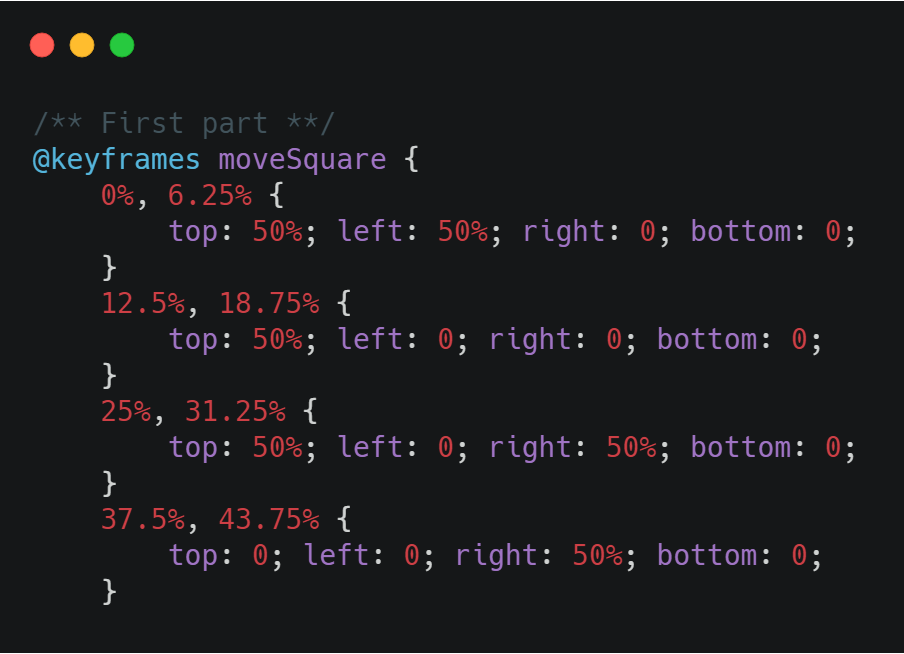 /** First part **/
@keyframes moveSquare {
    0%, 6.25% {
        top: 50%; left: 50%; right: 0; bottom: 0;
    }
    12.5%, 18.75% {
        top: 50%; left: 0; right: 0; bottom: 0;
    }
    25%, 31.25% {
        top: 50%; left: 0; right: 50%; bottom: 0;
    }
    37.5%, 43.75% {
        top: 0; left: 0; right: 50%; bottom: 0;
    }